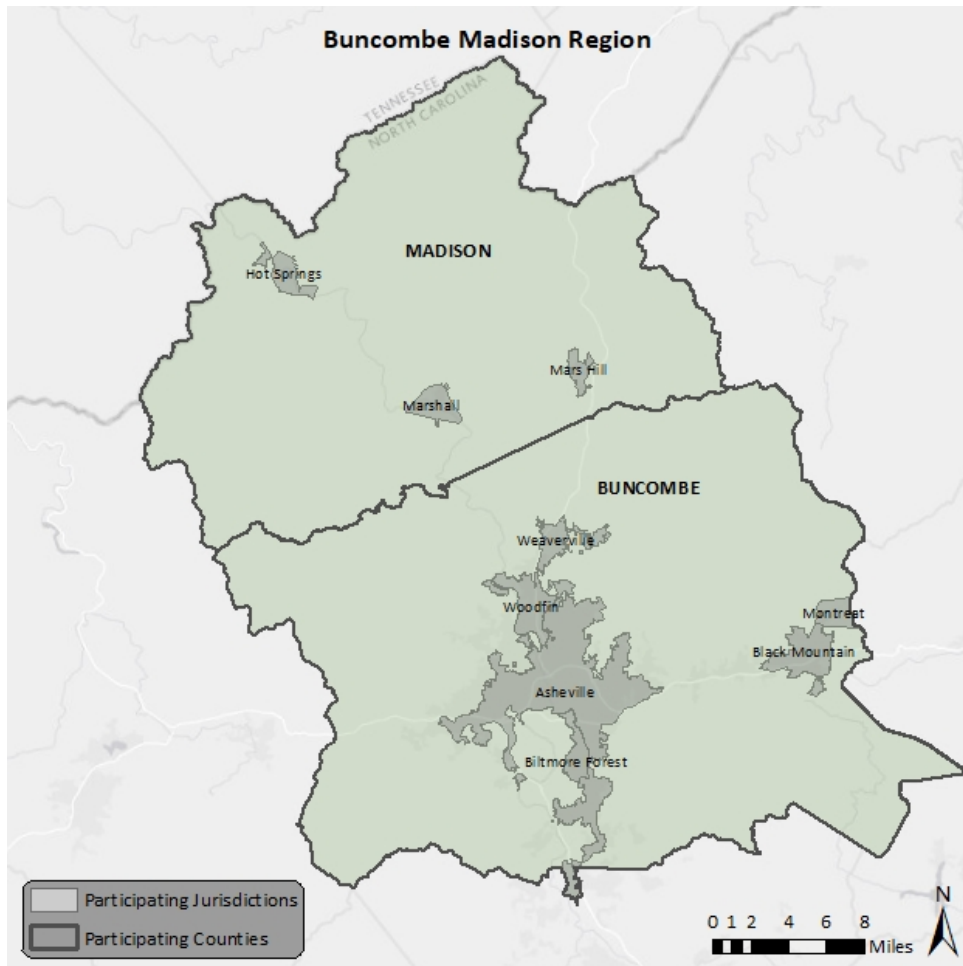 Buncombe Madison Region
TENNESSEE
NORTH CAROLINA
MADISON
Hot Springs
Mars Hill
Marshall
BUNCOMBE
Weaverville
Woodfin
Montreat
Black Mountain
Asheville
Biltmore Forest
Participating Jurisdictions
Participating Counties
N
0 1 2 4 6 8
Miles